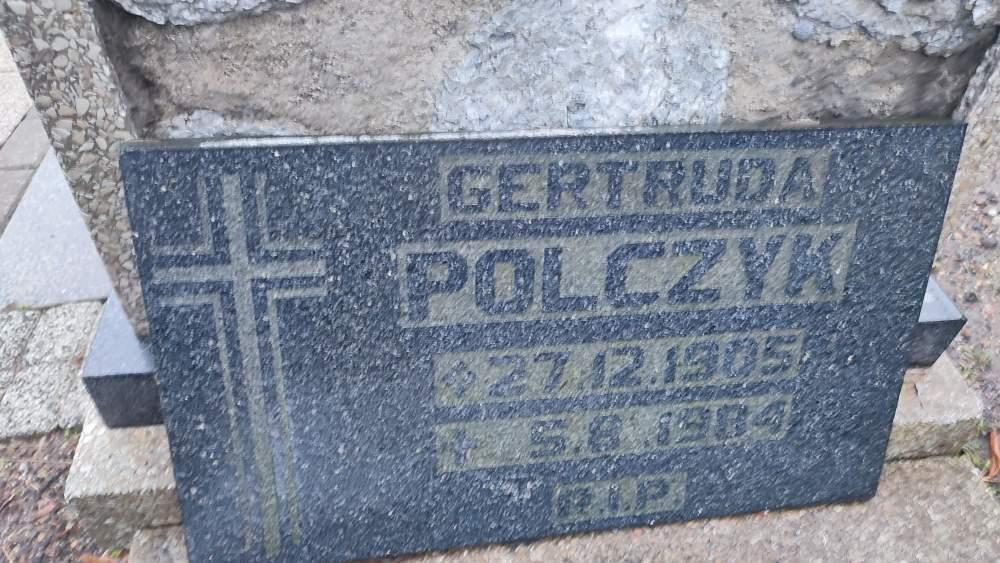 GERTRUDA
POLCZYK
27.12.1905
5.8.1984
R.I.P